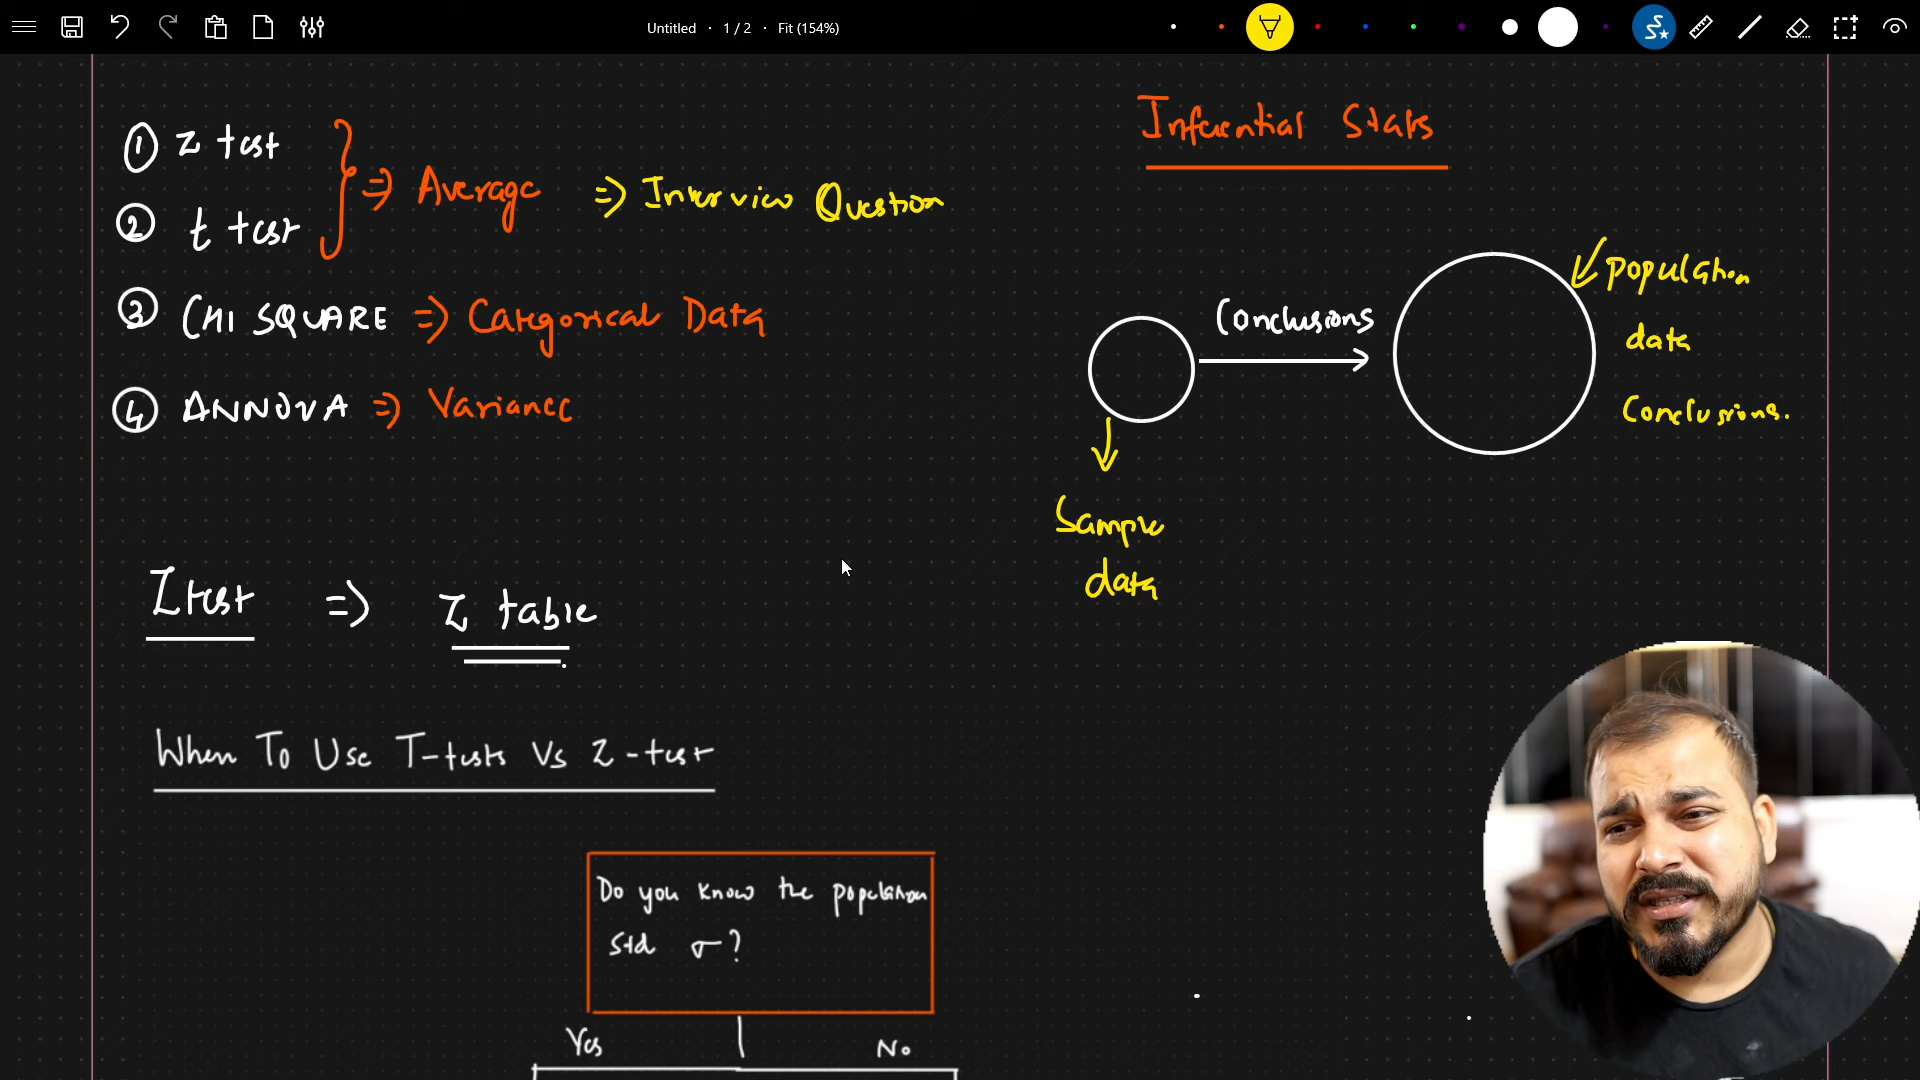 Untitled · 1 / 2 · Fit (154%)
① Z test
② t test
=> Average => Interview Question
③ CHI SQUARE => Categorical Data
④ ANNOVA => Variance
Inferential Stats
Conclusions
population
data
Conclusions.
Sample
data
Z test => Z table
When To Use T-tests Vs Z-test
Do you know the population
std σ?
Yes No